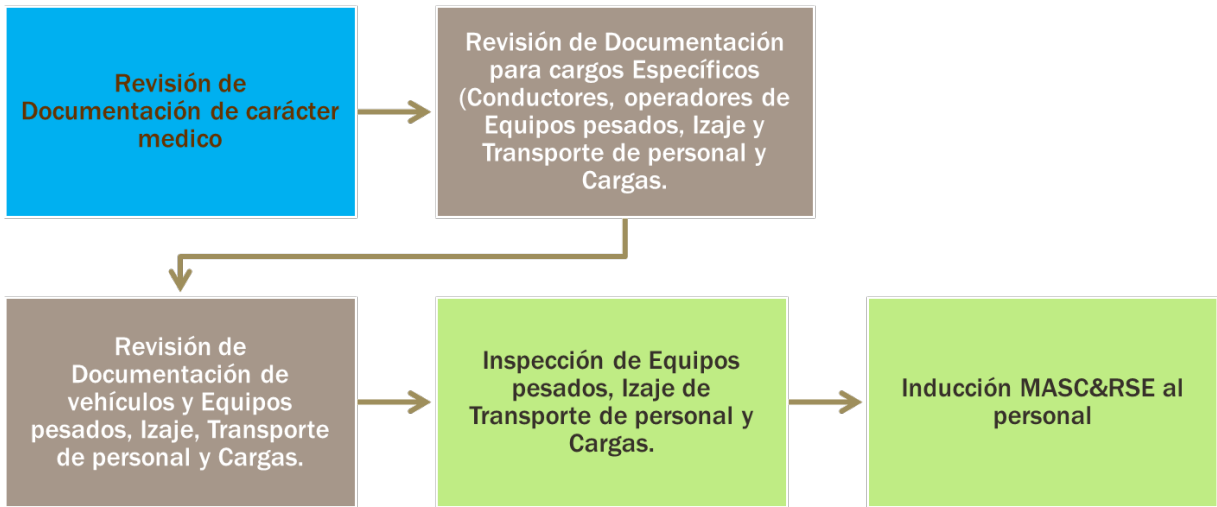 Revisión de
Documentación de carácter
medico
Revisión de Documentación
para cargos Específicos
(Conductores, operadores de
Equipos pesados, Izaje y
Transporte de personal y
Cargas.
Revisión de
Documentación de
vehículos y Equipos
pesados, Izaje, Transporte
de personal y Cargas.
Inspección de Equipos
pesados, Izaje de
Transporte de personal y
Cargas.
Inducción MASC&RSE al
personal